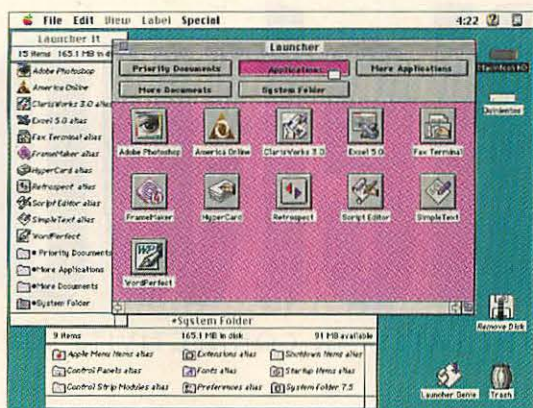 File Edit View Label Special 4:22
Launcher It
15 items 165.1 MB in di
Adobe Photoshop
America Online
ClarisWorks 3.0 alias
Excel 5.0 alias
Fax Terminal alias
FrameMaker alias
HyperCard alias
Retrospect alias
Script Editor alias
SimpleText alias
WordPerfect
•Priority Documents
•More Applications
•More Documents
•System Folder
Launcher
Priority Documents Applications More Applications
More Documents System Folder
Adobe Photoshop America Online ClarisWorks 3.0 Excel 5.0 Fax Terminal
FrameMaker HyperCard Retrospect Script Editor SimpleText
WordPerfect
•System Folder
9 items 165.1 MB in disk 91 MB available
Apple Menu Items alias Extensions alias Shutdown Items alias
Control Panels alias Fonts alias Startup Items alias
Control Strip Modules alias Preferences alias System Folder 7.5
Macintosh HD
Remove Disk
Launcher Demo Trash